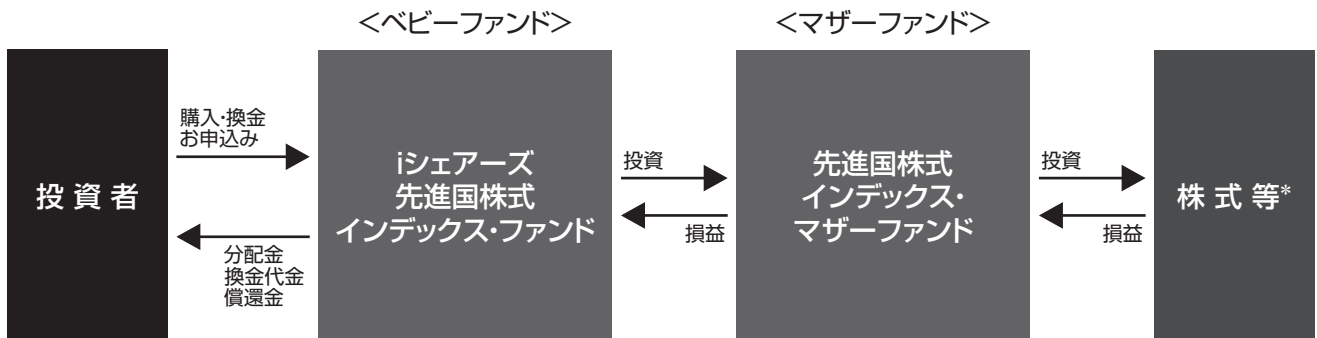 <ベビーファンド>
<マザーファンド>
投資者
購入・換金
お申込み
分配金
換金代金
償還金
iシェアーズ
先進国株式
インデックス・ファンド
投資
損益
先進国株式
インデックス・
マザーファンド
投資
損益
株式等*